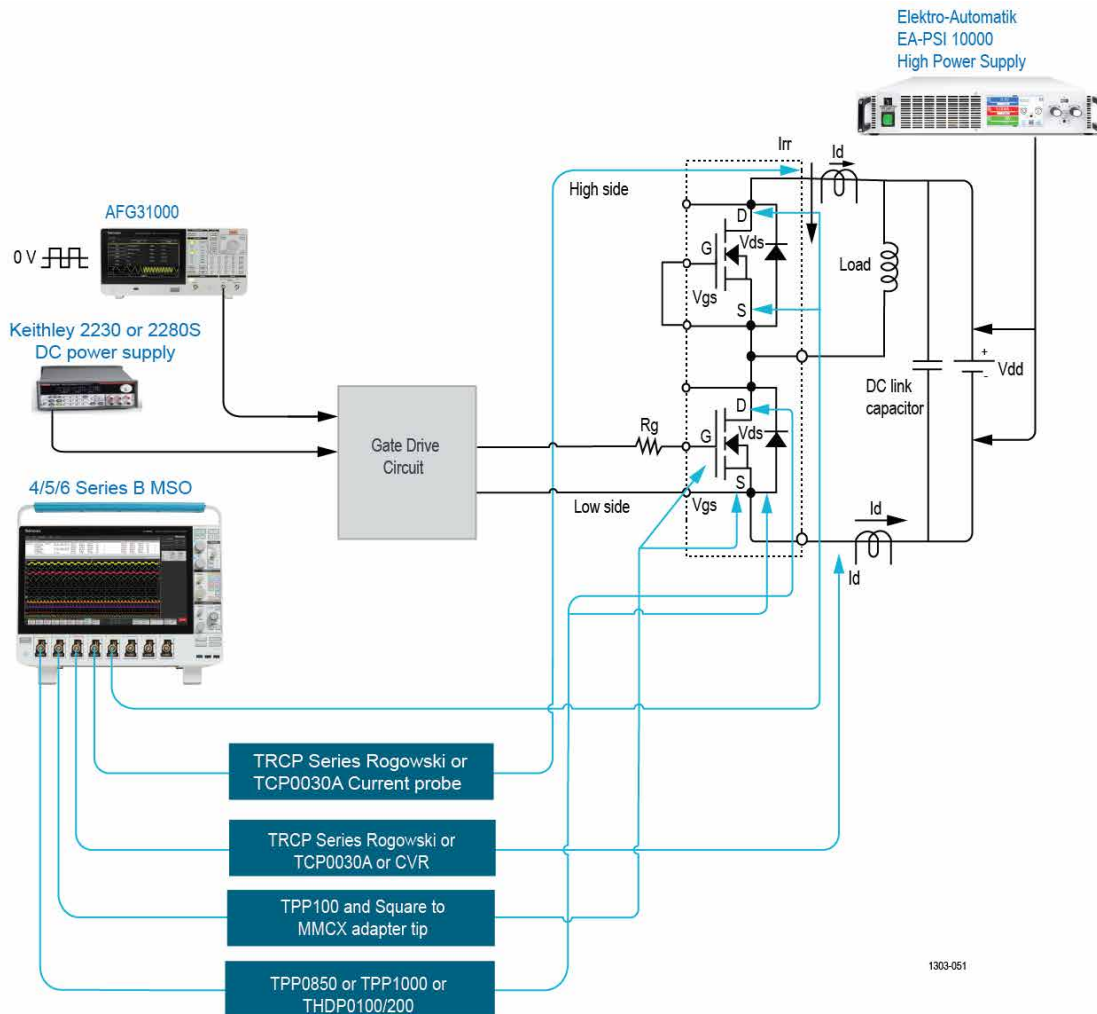 Elektro-Automatik
EA-PSI 10000
High Power Supply
Irr
Id
High side
AFG31000
D
0 V
G
Vds
Load
Vgs
S
Keithley 2230 or 2280S
DC power supply
+
-
Vdd
DC link
capacitor
D
Rg
Vds
G
Gate Drive
Circuit
S
4/5/6 Series B MSO
Low side
Vgs
Id
Id
TRCP Series Rogowski or
TCP0030A Current probe
TRCP Series Rogowski or
TCP0030A or CVR
TPP100 and Square to
MMCX adapter tip
TPP0850 or TPP1000 or
THDP0100/200
1303-051